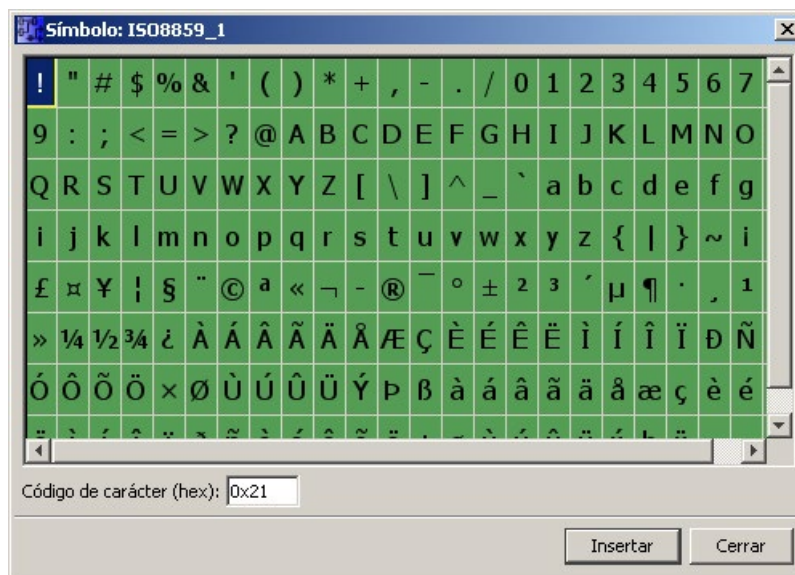 Símbolo: ISO8859_1
! " # $ % & ' ( ) * + , - . / 0 1 2 3 4 5 6 7
9 : ; < = > ? @ A B C D E F G H I J K L M N O
Q R S T U V W X Y Z [ \ ] ^ _ ` a b c d e f g
i j k l m n o p q r s t u v w x y z { | } ~ ¡
£ ¤ ¥ ¦ § ¨ © ª « ¬ - ® ¯ ° ± ² ³ ´ µ ¶ · ¸ ¹
» ¼ ½ ¾ ¿ À Á Â Ã Ä Å Æ Ç È É Ê Ë Ì Í Î Ï Ð Ñ
Ó Ô Õ Ö × Ø Ù Ú Û Ü Ý Þ ß à á â ã ä å æ ç è é
Código de carácter (hex): 0x21
Insertar Cerrar